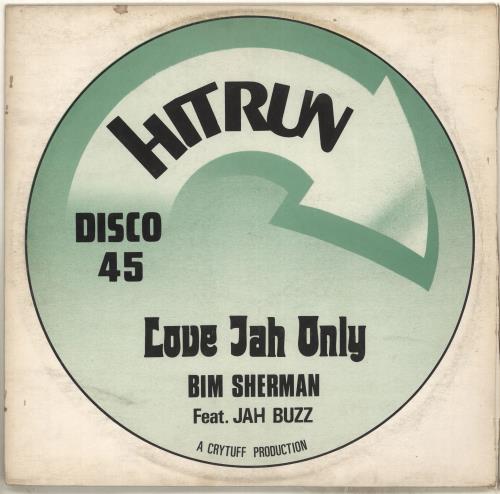 HITRUN
DISCO
45
Love Jah Only
BIM SHERMAN
Feat. JAH BUZZ
A CRYTUFF PRODUCTION